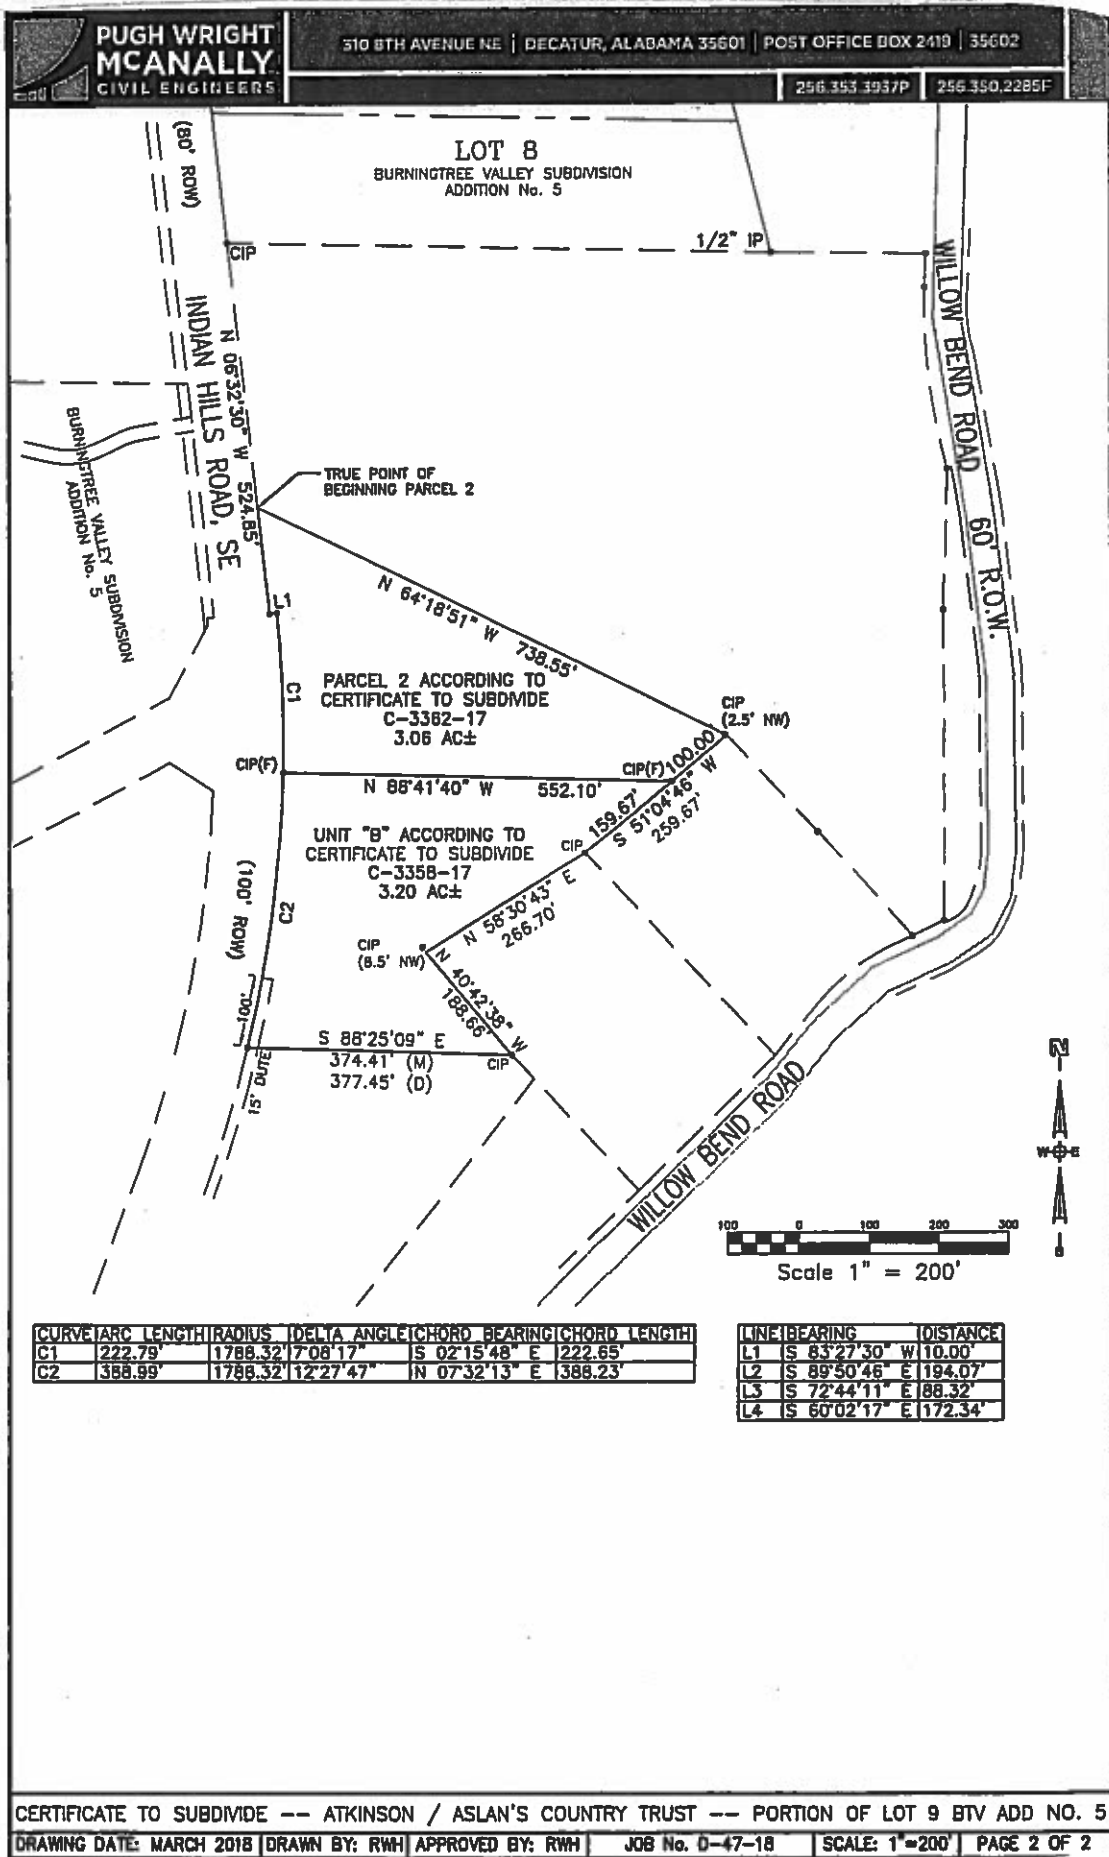 PUGH WRIGHT
MCANALLY
CIVIL ENGINEERS
310 8TH AVENUE NE | DECATUR, ALABAMA 35601 | POST OFFICE BOX 2419 | 35602
256.353.3937P
256.350.2285F
(80' ROW)
LOT 8
BURNINGTREE VALLEY SUBDIVISION
ADDITION No. 5
CIP
1/2" IP
WILLOW BEND ROAD
60' R.O.W.
INDIAN HILLS ROAD, SE
N 06°32'30" W 524.85'
BURNINGTREE VALLEY SUBDIVISION
ADDITION No. 5
TRUE POINT OF
BEGINNING PARCEL 2
L1
N 64°18'51" W 738.55'
C1
PARCEL 2 ACCORDING TO
CERTIFICATE TO SUBDIVIDE
C-3362-17
3.06 AC±
CIP
(2.5' NW)
CIP(F)
CIP(F)
100.00
N 88°41'40" W 552.10'
159.67'
S 51°04'46" W
259.67'
UNIT "B" ACCORDING TO
CERTIFICATE TO SUBDIVIDE
C-3358-17
3.20 AC±
CIP
(100' ROW)
C2
N 58°30'43" E
266.70'
CIP
(8.5' NW)
N 40°42'38" W
188.66'
100'
S 88°25'09" E
374.41' (M)
377.45' (D)
CIP
15' DUTE
WILLOW BEND ROAD
N
W E
100 0 100 200 300
Scale 1" = 200'
CURVE ARC LENGTH RADIUS DELTA ANGLE CHORD BEARING CHORD LENGTH
C1 222.79' 1788.32' 7°08'17" S 02°15'48" E 222.65'
C2 388.99' 1788.32' 12°27'47" N 07°32'13" E 388.23'
LINE BEARING DISTANCE
L1 S 83°27'30" W 10.00'
L2 S 89°50'46" E 194.07'
L3 S 72°44'11" E 88.32'
L4 S 60°02'17" E 172.34'
CERTIFICATE TO SUBDIVIDE -- ATKINSON / ASLAN'S COUNTRY TRUST -- PORTION OF LOT 9 BTV ADD NO. 5
DRAWING DATE: MARCH 2018 DRAWN BY: RWH APPROVED BY: RWH JOB No. D-47-18 SCALE: 1"=200' PAGE 2 OF 2